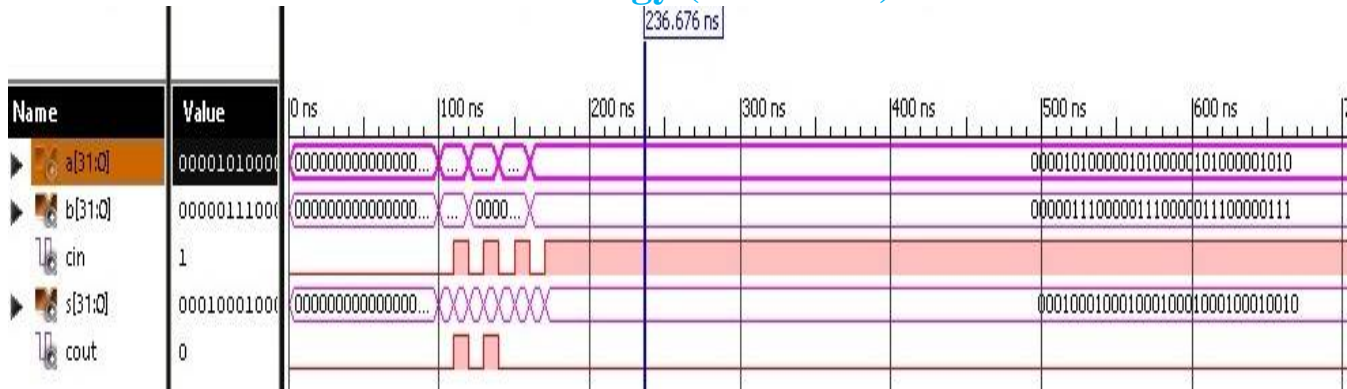 236.676 ns
Name Value 0 ns 100 ns 200 ns 300 ns 400 ns 500 ns 600 ns
a[31:0] 00001010000 000000000000000... ... ... ... 00001010000010100000101000001010
b[31:0] 00000111000 000000000000000... ... 0000... 00000111000001110000011100000111
cin 1
s[31:0] 00010001000 000000000000000... 00010001000100010001000100010010
cout 0